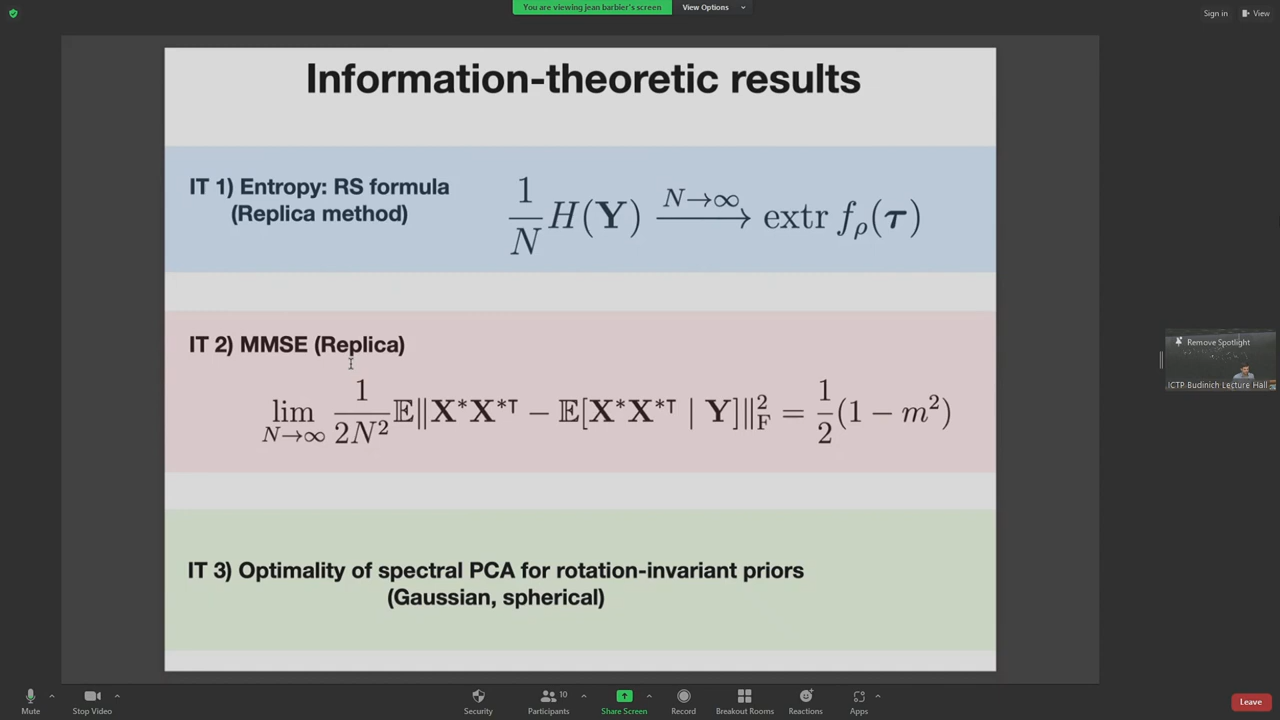 You are viewing jean barbier's screen
View Options
Sign in
View
Information-theoretic results
IT 1) Entropy: RS formula
(Replica method)
1/N H(Y) N→∞ ⟶ extr f_ρ(τ)
IT 2) MMSE (Replica)
lim N→∞ 1/2N² 𝔼‖X*X*ᵀ − 𝔼[X*X*ᵀ | Y]‖²_F = 1/2(1 − m²)
IT 3) Optimality of spectral PCA for rotation-invariant priors
(Gaussian, spherical)
Remove Spotlight
ICTP-Budinich Lecture Hall
Mute
Stop Video
Security
Participants
10
Share Screen
Record
Breakout Rooms
Reactions
Apps
Leave